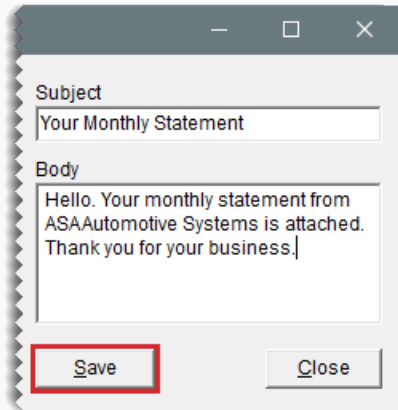 Subject
Your Monthly Statement
Body
Hello. Your monthly statement from
ASAAutomotive Systems is attached.
Thank you for your business.
Save
Close